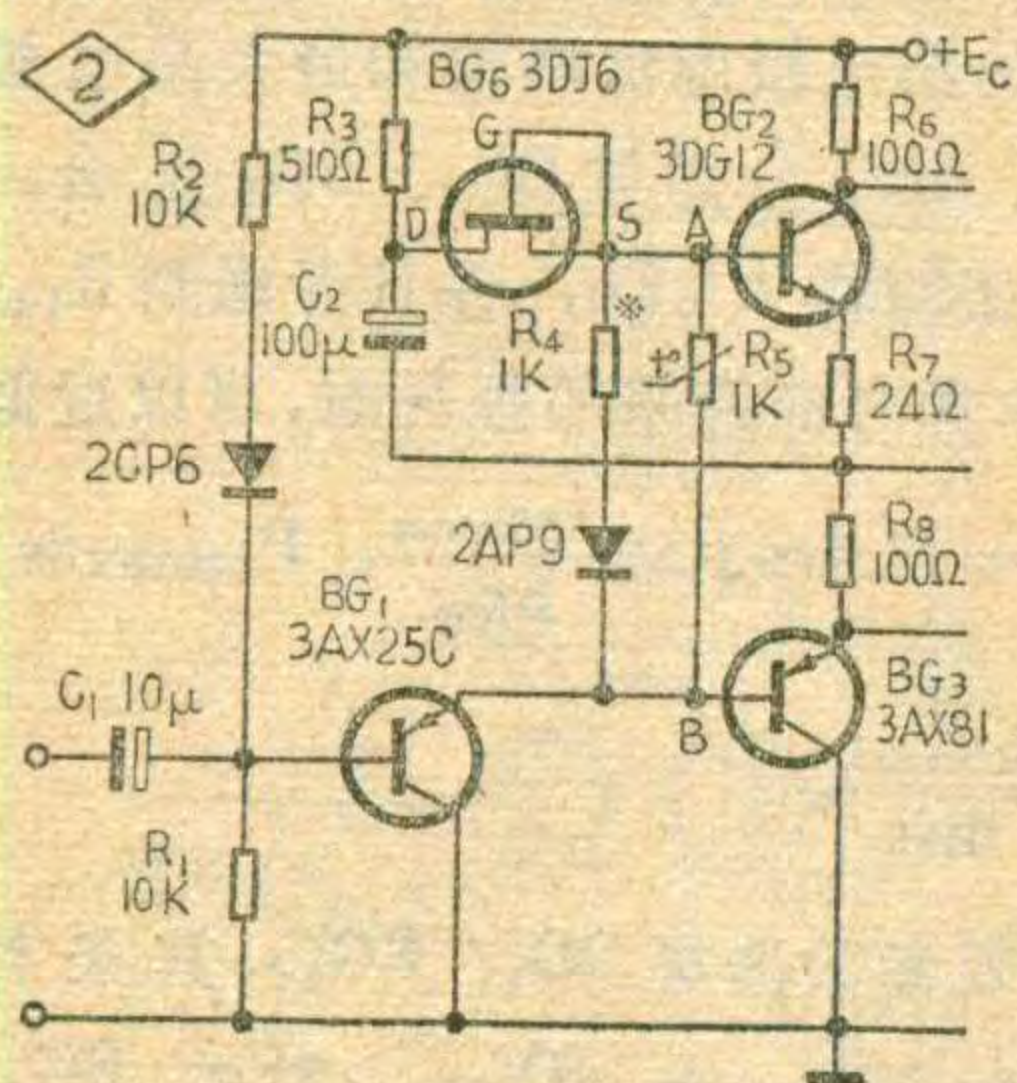 2
+Ec
BG6 3DJ6
G
R3
510Ω
R2
10K
BG2
3DG12
R6
100Ω
D
S
A
C2
100μ
※
R4
1K
t°
R5
1K
R7
24Ω
2CP6
2AP9
R8
100Ω
BG1
3AX25C
C1 10μ
B
BG3
3AX81
R1
10K